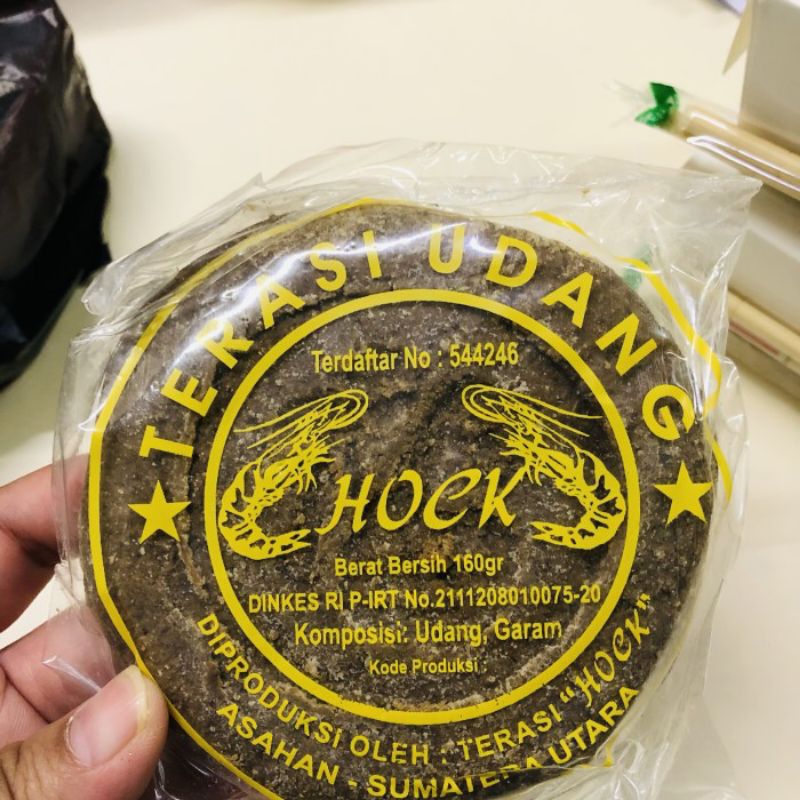 TERASI UDANG
Terdaftar No : 544246
HOCK
Berat Bersih 160gr
DINKES RI P-IRT No.2111208010075-20
Komposisi: Udang, Garam
Kode Produksi :
DIPRODUKSI OLEH : TERASI "HOCK"
ASAHAN - SUMATERA UTARA